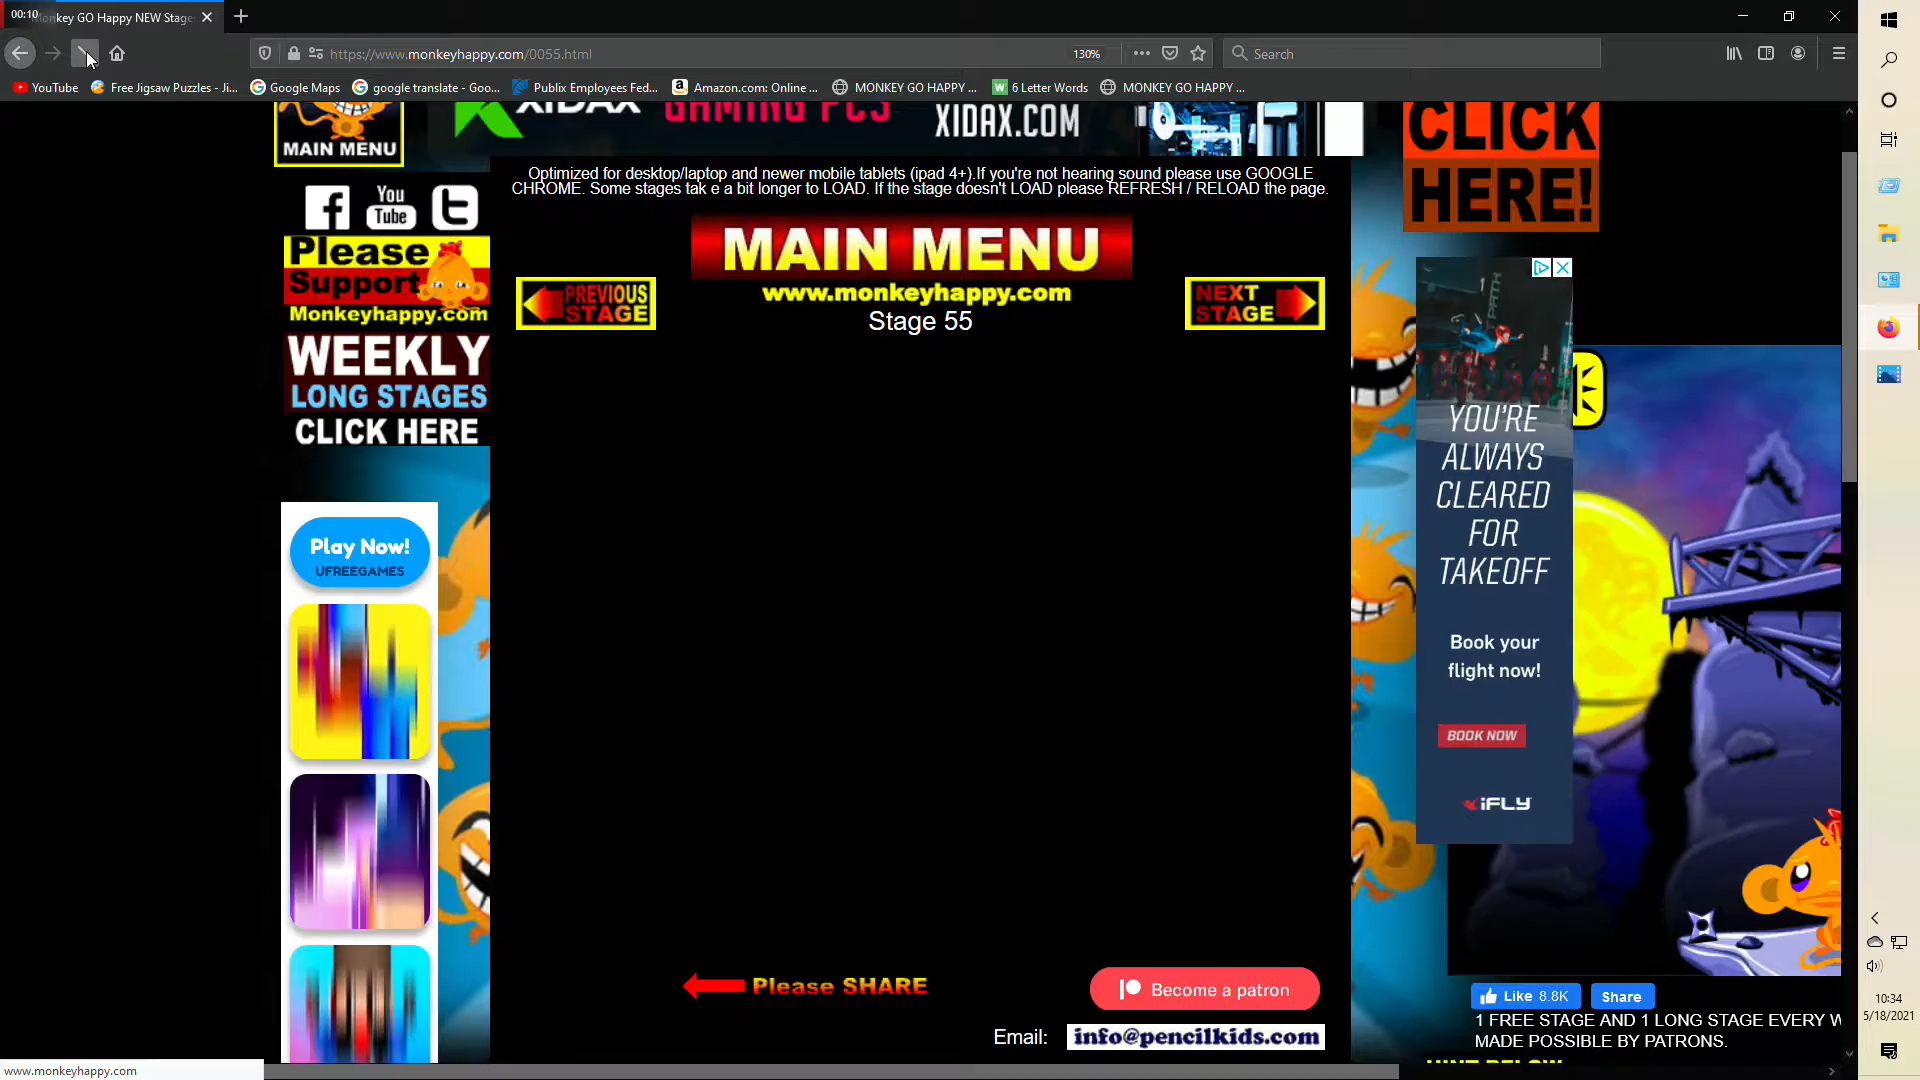 00:10
nkey GO Happy NEW Stage
https://www.monkeyhappy.com/0055.html
130%
Search
YouTube
Free Jigsaw Puzzles - Ji...
Google Maps
google translate - Goo...
Publix Employees Fed...
Amazon.com: Online ...
MONKEY GO HAPPY ...
6 Letter Words
MONKEY GO HAPPY ...
MAIN MENU
XIDAX
GAMING PCS
XIDAX.COM
CLICK
HERE!
Optimized for desktop/laptop and newer mobile tablets (ipad 4+).If you're not hearing sound please use GOOGLE
CHROME. Some stages tak e a bit longer to LOAD. If the stage doesn't LOAD please REFRESH / RELOAD the page.
You
Tube
Please
Support
Monkeyhappy.com
WEEKLY
LONG STAGES
CLICK HERE
MAIN MENU
www.monkeyhappy.com
PREVIOUS
STAGE
NEXT
STAGE
Stage 55
Play Now!
UFREEGAMES
YOU'RE
ALWAYS
CLEARED
FOR
TAKEOFF
Book your
flight now!
BOOK NOW
iFLY
Please SHARE
Become a patron
Email:
info@pencilkids.com
Like 8.8K
Share
1 FREE STAGE AND 1 LONG STAGE EVERY W
MADE POSSIBLE BY PATRONS.
HINT BELOW
www.monkeyhappy.com
10:34
5/18/2021